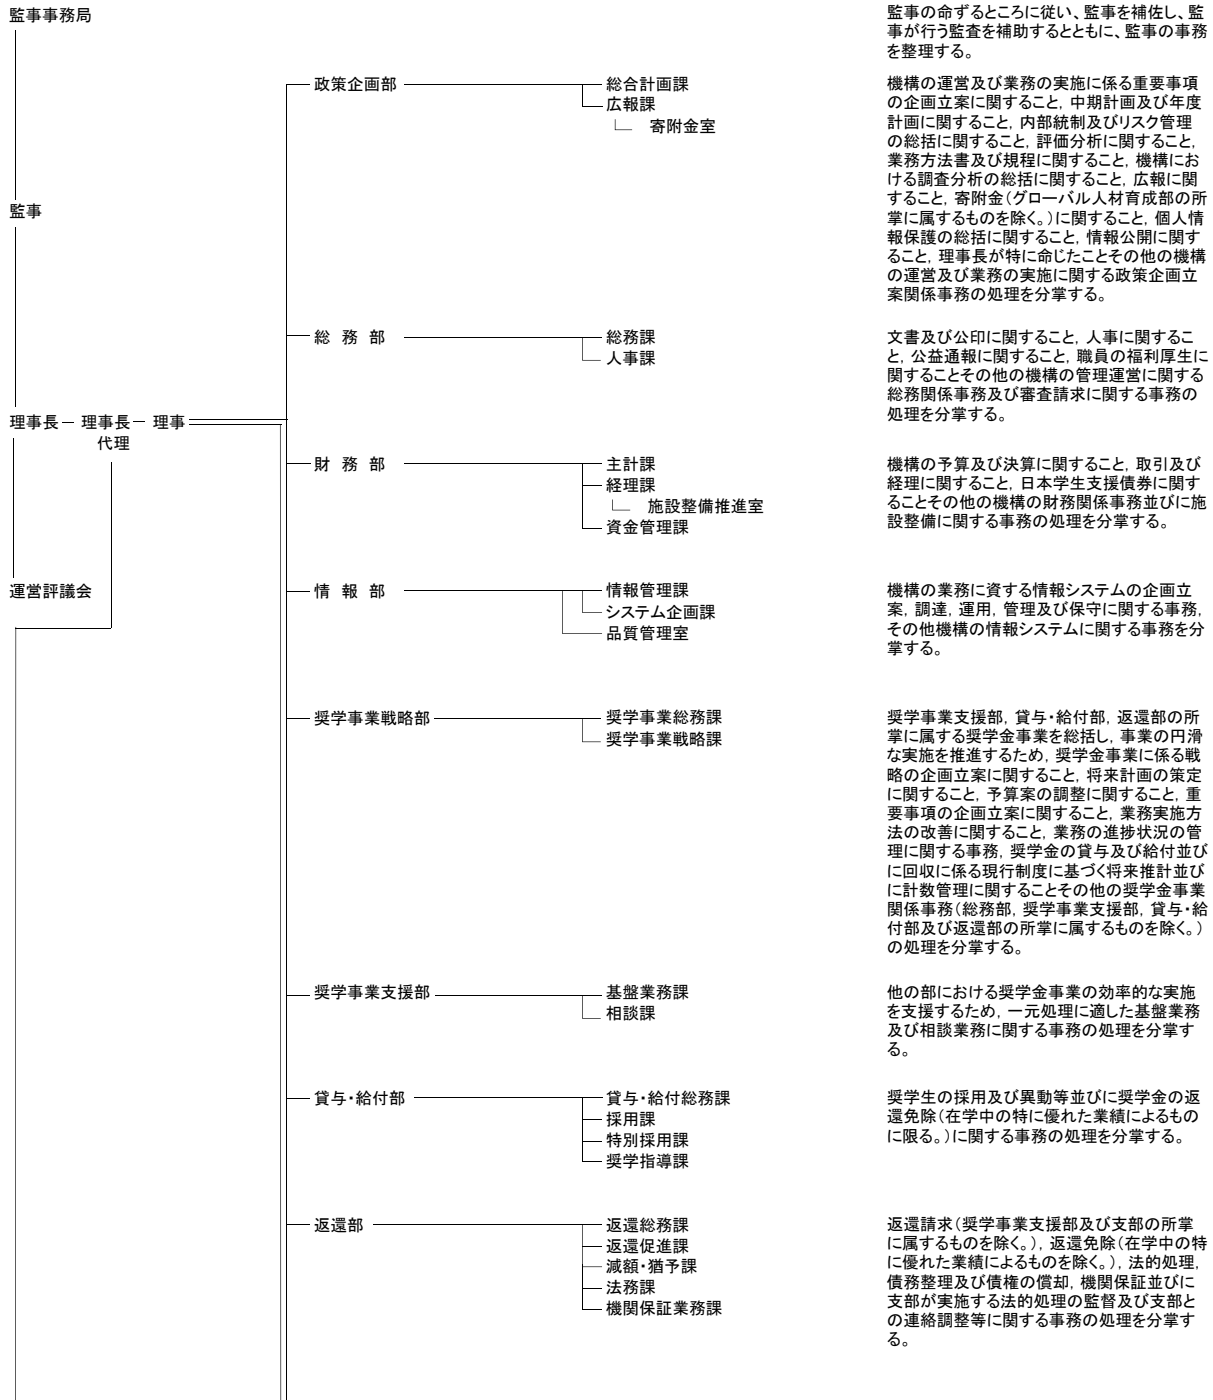 監事事務局
監事の命ずるところに従い、監事を補佐し、監
事が行う監査を補助するとともに、監事の事務
を整理する。
政策企画部
総合計画課
広報課
寄附金室
機構の運営及び業務の実施に係る重要事項
の企画立案に関すること，中期計画及び年度
計画に関すること，内部統制及びリスク管理
の総括に関すること，評価分析に関すること，
業務方法書及び規程に関すること，機構にお
ける調査分析の総括に関すること，広報に関
すること，寄附金（グローバル人材育成部の所
掌に属するものを除く。）に関すること，個人情
報保護の総括に関すること，情報公開に関す
ること，理事長が特に命じたことその他の機構
の運営及び業務の実施に関する政策企画立
案関係事務の処理を分掌する。
監事
総 務 部
総務課
人事課
文書及び公印に関すること，人事に関するこ
と，公益通報に関すること，職員の福利厚生に
関することその他の機構の管理運営に関する
総務関係事務及び審査請求に関する事務の
処理を分掌する。
理事長 理事長 理事
代理
財 務 部
主計課
経理課
施設整備推進室
資金管理課
機構の予算及び決算に関すること，取引及び
経理に関すること，日本学生支援債券に関す
ることその他の機構の財務関係事務並びに施
設整備に関する事務の処理を分掌する。
運営評議会
情 報 部
情報管理課
システム企画課
品質管理室
機構の業務に資する情報システムの企画立
案，調達，運用，管理及び保守に関する事務，
その他機構の情報システムに関する事務を分
掌する。
奨学事業戦略部
奨学事業総務課
奨学事業戦略課
奨学事業支援部，貸与・給付部，返還部の所
掌に属する奨学金事業を総括し，事業の円滑
な実施を推進するため，奨学金事業に係る戦
略の企画立案に関すること，将来計画の策定
に関すること，予算案の調整に関すること，重
要事項の企画立案に関すること，業務実施方
法の改善に関すること，業務の進捗状況の管
理に関する事務，奨学金の貸与及び給付並び
に回収に係る現行制度に基づく将来推計並び
に計数管理に関することその他の奨学金事業
関係事務（総務部，奨学事業支援部，貸与・給
付部及び返還部の所掌に属するものを除く。）
の処理を分掌する。
奨学事業支援部
基盤業務課
相談課
他の部における奨学金事業の効率的な実施
を支援するため，一元処理に適した基盤業務
及び相談業務に関する事務の処理を分掌す
る。
貸与・給付部
貸与・給付総務課
採用課
特別採用課
奨学指導課
奨学生の採用及び異動等並びに奨学金の返
還免除（在学中の特に優れた業績によるもの
に限る。）に関する事務の処理を分掌する。
返還部
返還総務課
返還促進課
減額・猶予課
法務課
機関保証業務課
返還請求（奨学事業支援部及び支部の所掌
に属するものを除く。），返還免除（在学中の特
に優れた業績によるものを除く。），法的処理，
債務整理及び債権の償却，機関保証並びに
支部が実施する法的処理の監督及び支部と
の連絡調整等に関する事務の処理を分掌す
る。